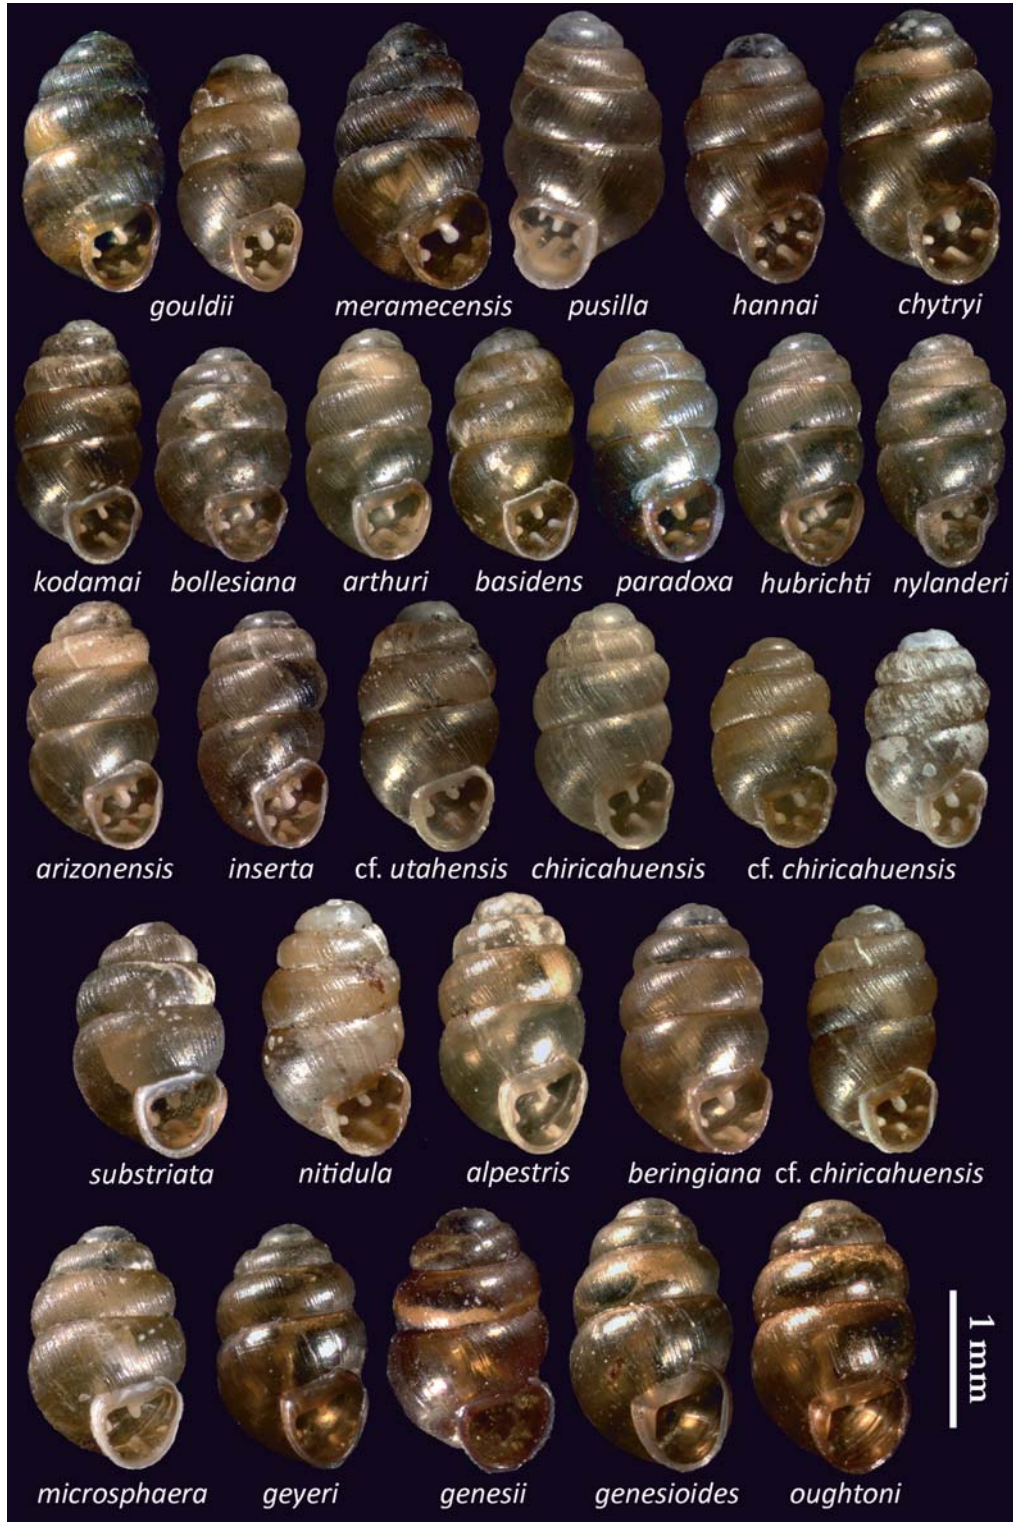 gouldii meramecensis pusilla hannai chytryi
kodamai bollesiana arthuri basidens paradoxa hubrichti nylanderi
arizonensis inserta cf. utahensis chiricahuensis cf. chiricahuensis
substriata nitidula alpestris beringiana cf. chiricahuensis
1 mm
microsphaera geyeri genesii genesioides oughtoni